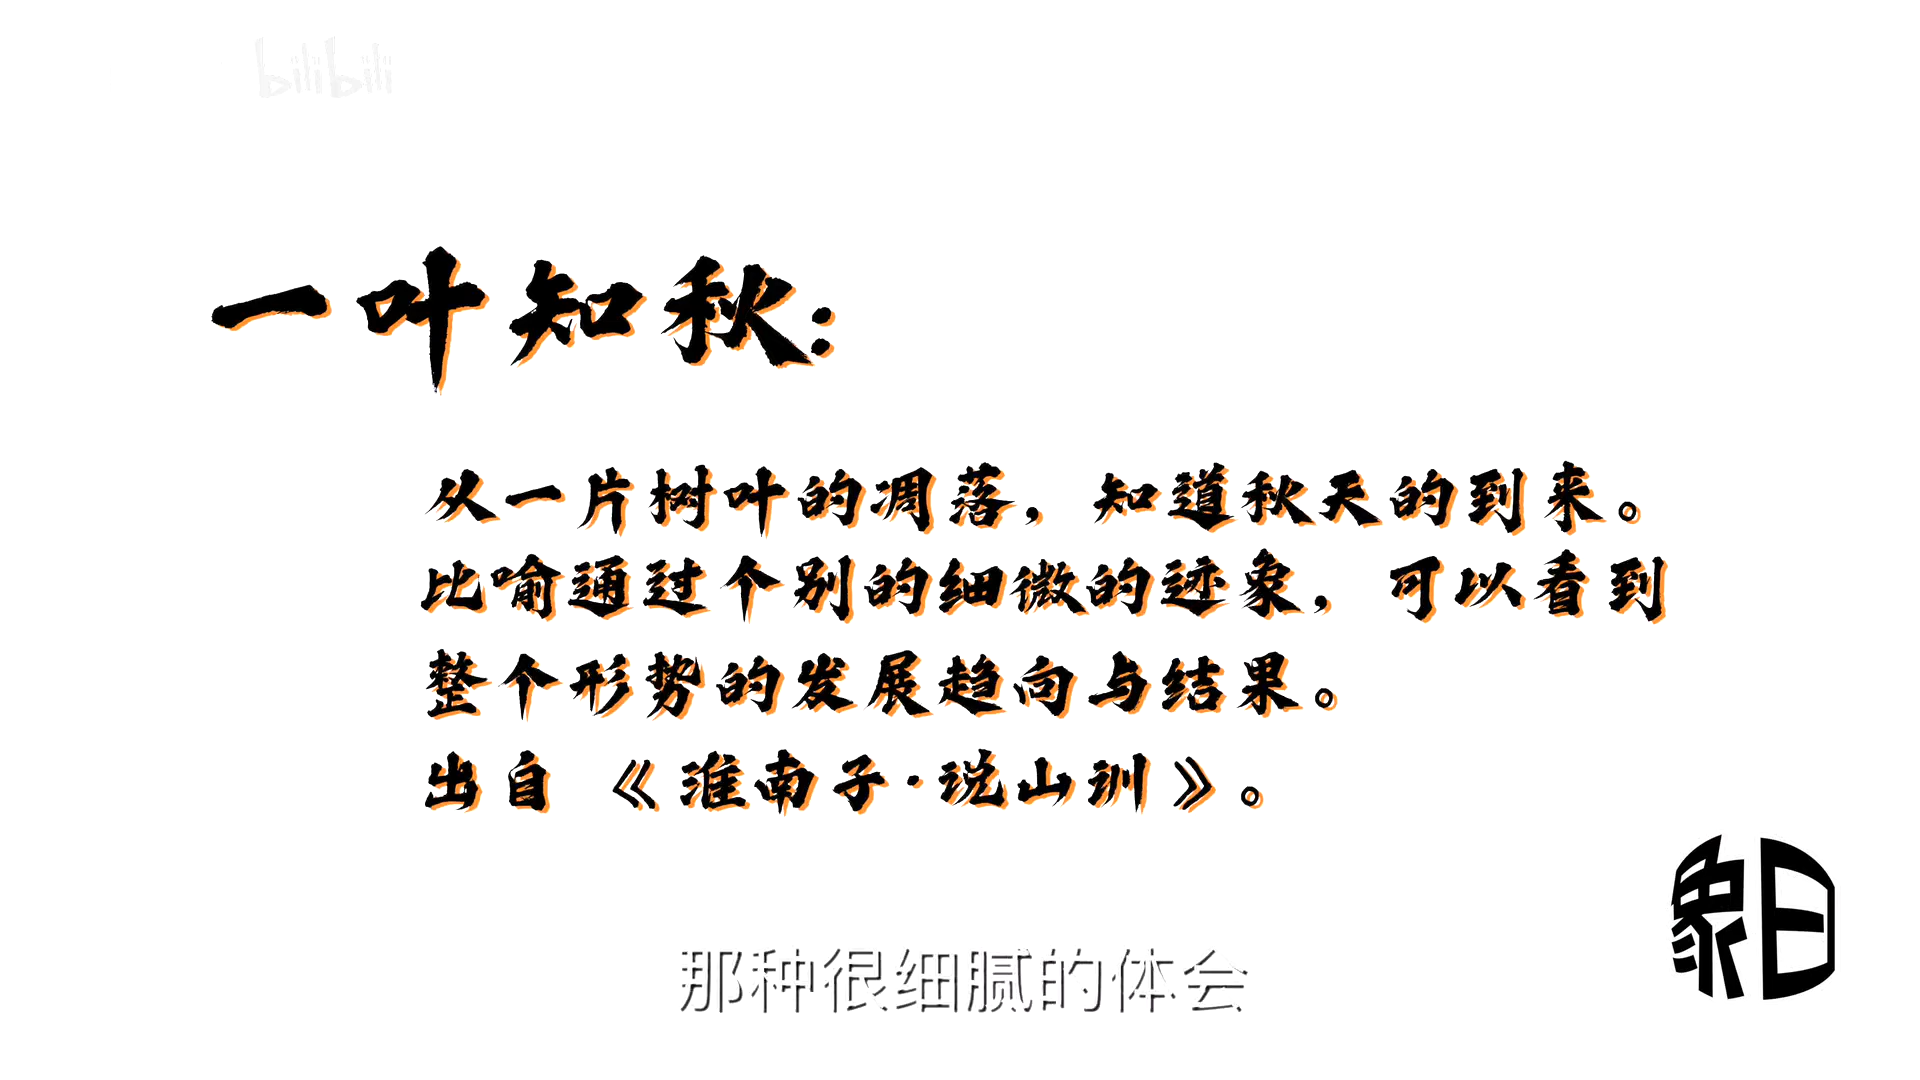 bilibili
一叶知秋:
从一片树叶的凋落，知道秋天的到来。
比喻通过个别的细微的迹象，可以看到
整个形势的发展趋向与结果。
出自《淮南子·说山训》。
象日
那种很细腻的体会